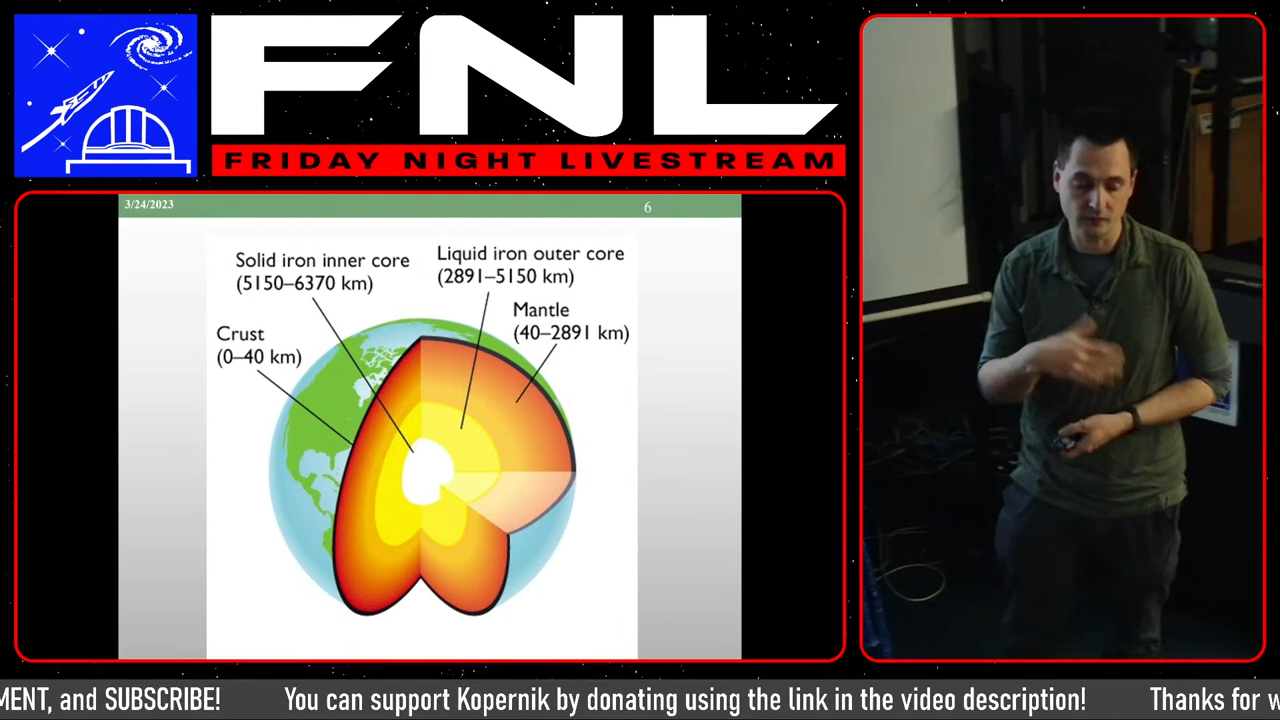 FNL
FRIDAY NIGHT LIVESTREAM
3/24/2023
6
Solid iron inner core
(5150–6370 km)
Liquid iron outer core
(2891–5150 km)
Mantle
(40–2891 km)
Crust
(0–40 km)
MENT, and SUBSCRIBE! You can support Kopernik by donating using the link in the video description! Thanks for w